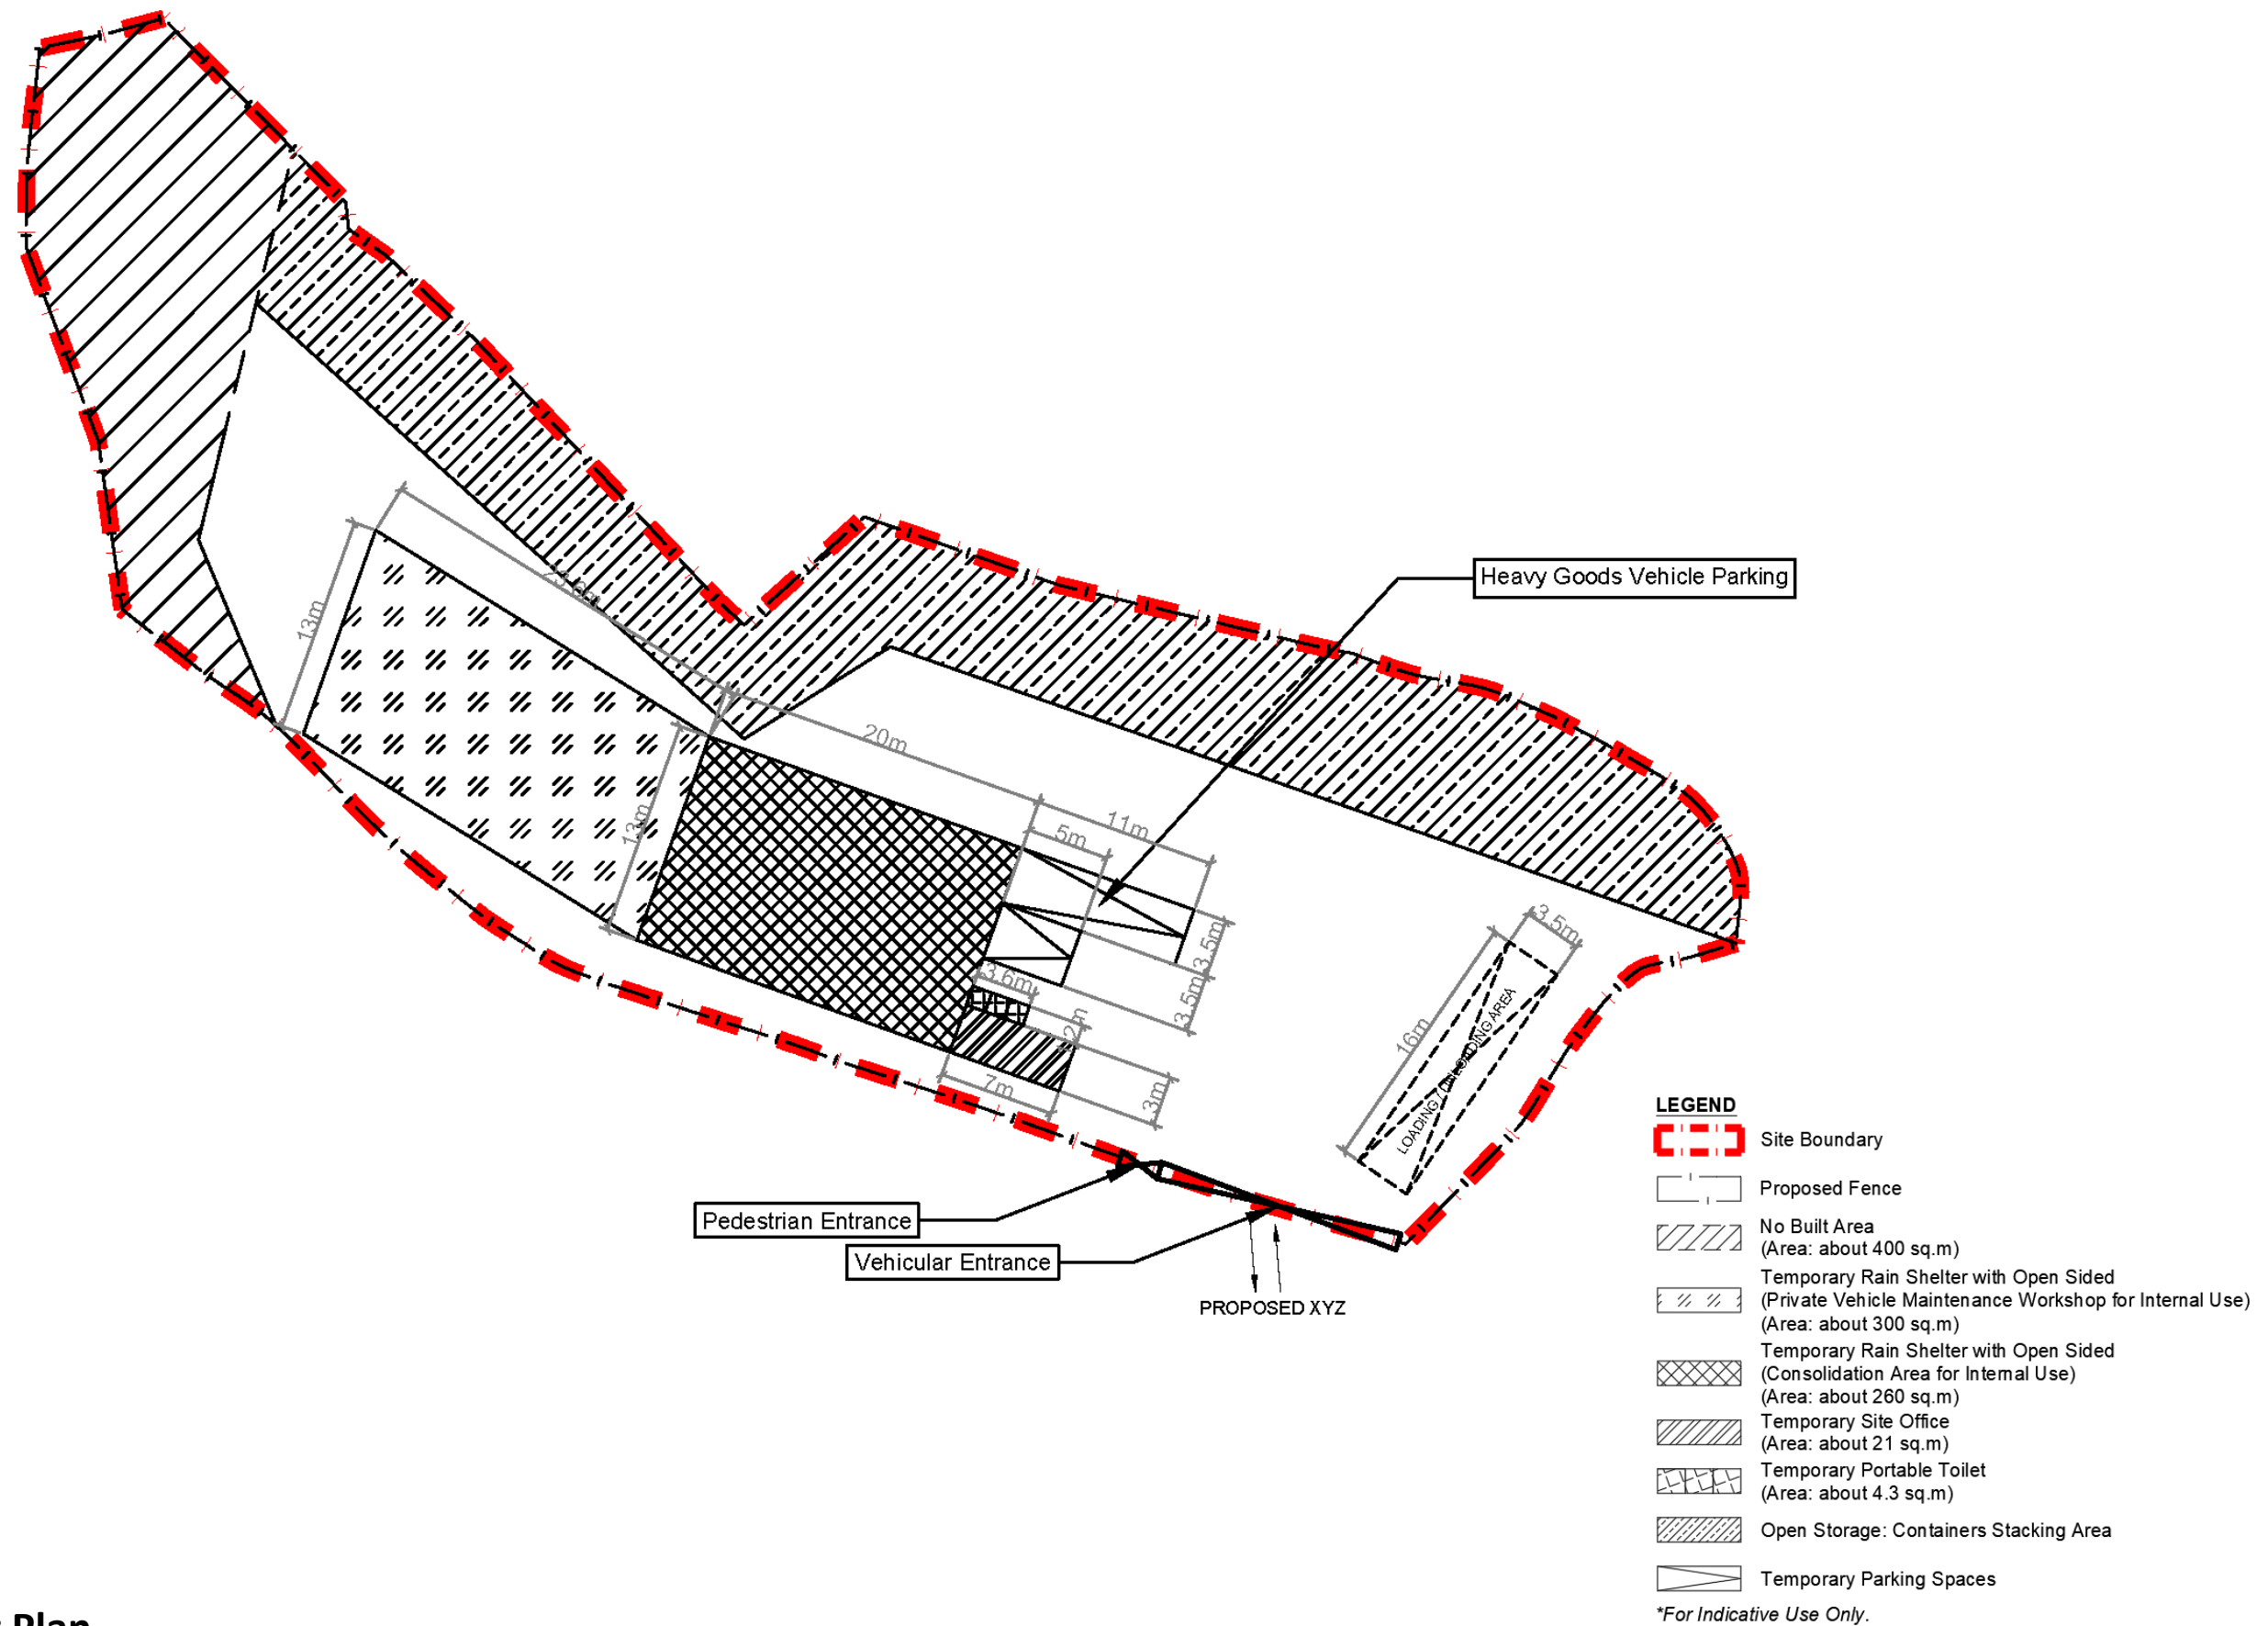 13m
20m
13m
11m
5m
3.5m
3.5m
3.6m
2m
7m
3m
3.5m
16m
LOADING / UNLOADING AREA
Heavy Goods Vehicle Parking
Pedestrian Entrance
Vehicular Entrance
PROPOSED XYZ
LEGEND
Site Boundary
Proposed Fence
No Built Area
(Area: about 400 sq.m)
Temporary Rain Shelter with Open Sided
(Private Vehicle Maintenance Workshop for Internal Use)
(Area: about 300 sq.m)
Temporary Rain Shelter with Open Sided
(Consolidation Area for Internal Use)
(Area: about 260 sq.m)
Temporary Site Office
(Area: about 21 sq.m)
Temporary Portable Toilet
(Area: about 4.3 sq.m)
Open Storage: Containers Stacking Area
Temporary Parking Spaces
*For Indicative Use Only.
Plan